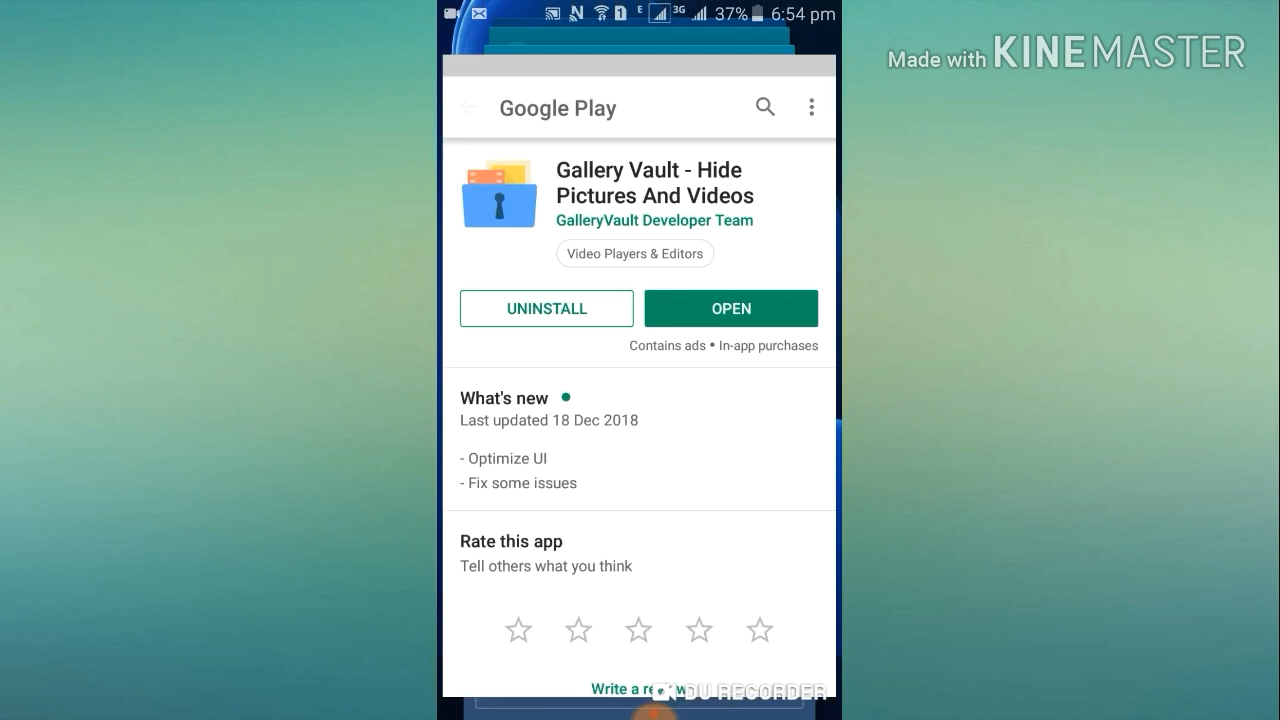 E 3G 37% 6:54 pm
Made with KINEMASTER
Google Play
Gallery Vault - Hide
Pictures And Videos
GalleryVault Developer Team
Video Players & Editors
UNINSTALL
OPEN
Contains ads • In-app purchases
What's new
Last updated 18 Dec 2018
- Optimize UI
- Fix some issues
Rate this app
Tell others what you think
Write a
DU RECORDER